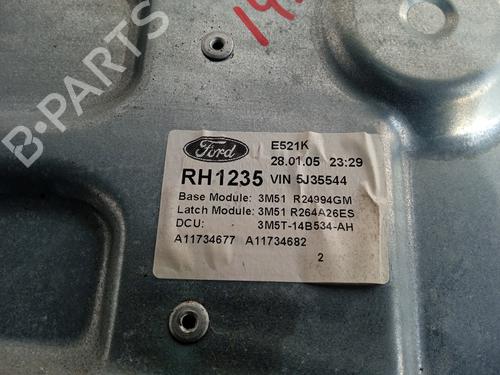 Ford
E521K
28.01.05 23:29
RH1235 VIN 5J35544
Base Module: 3M51 R24994GM
Latch Module: 3M51 R264A26ES
DCU: 3M5T-14B534-AH
A11734677 A11734682
2
B-PARTS